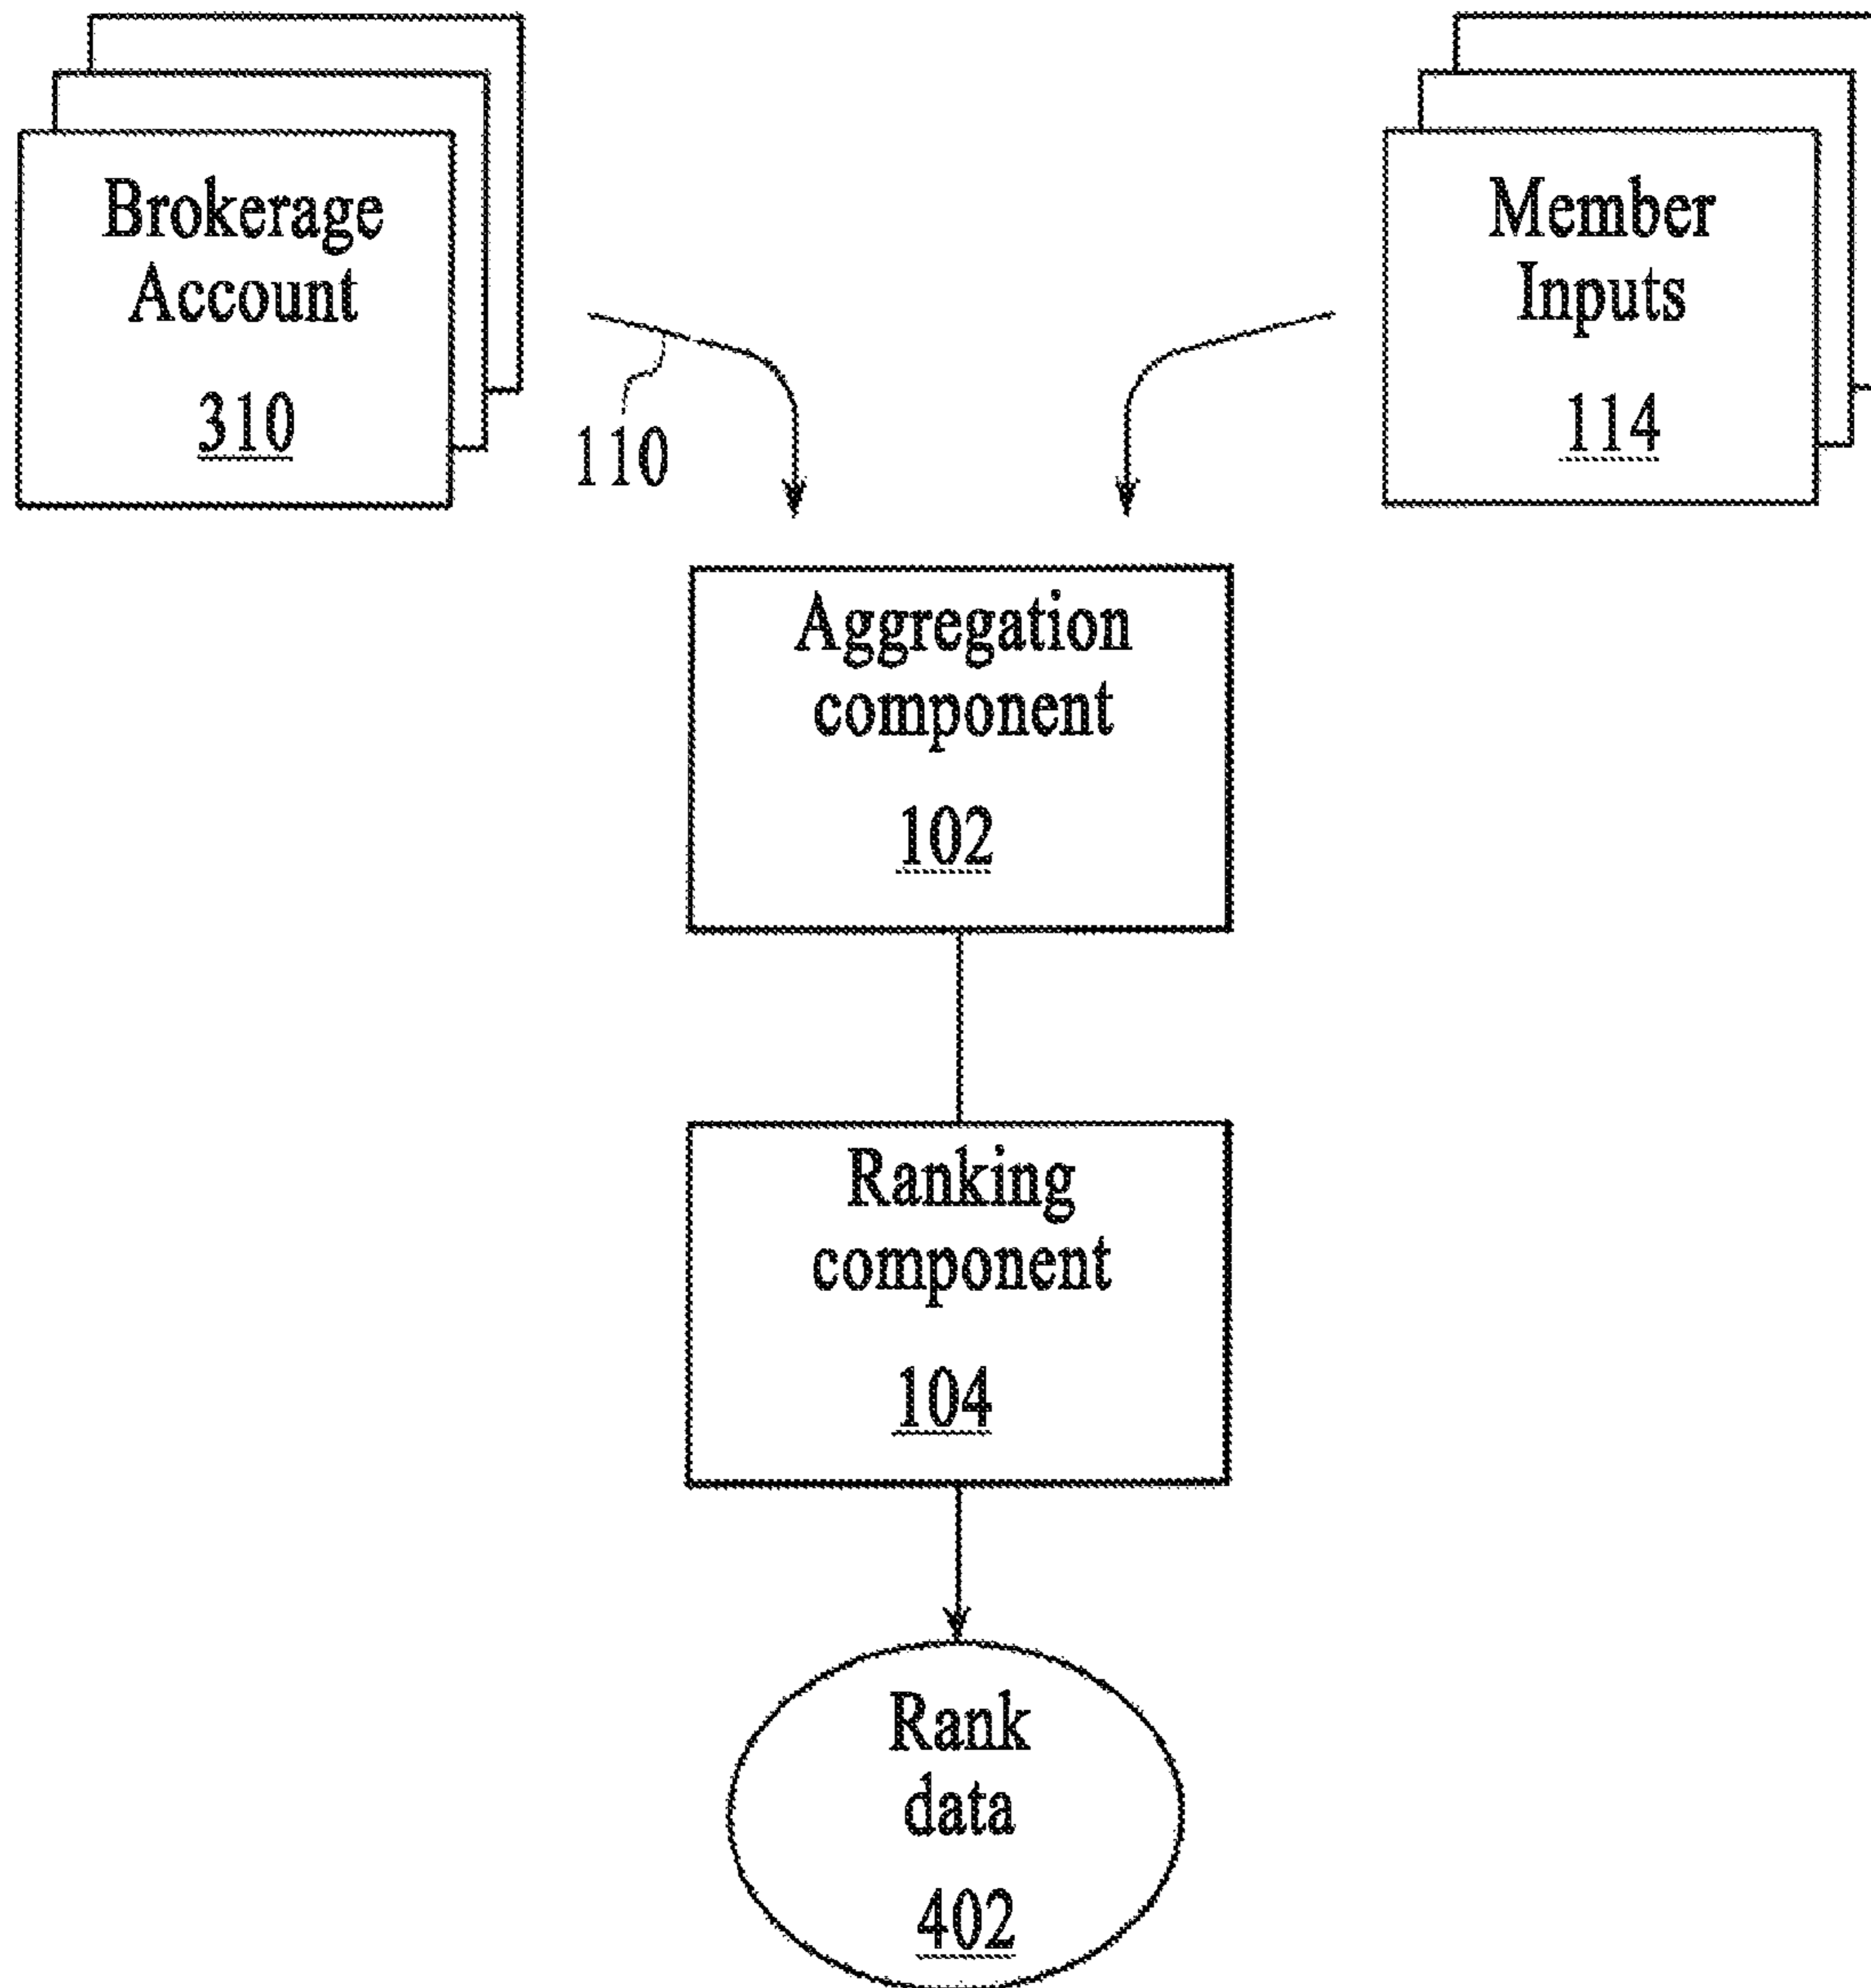 Brokerage
Account
310
Member
Inputs
114
110
Aggregation
component
102
Ranking
component
104
Rank
data
402